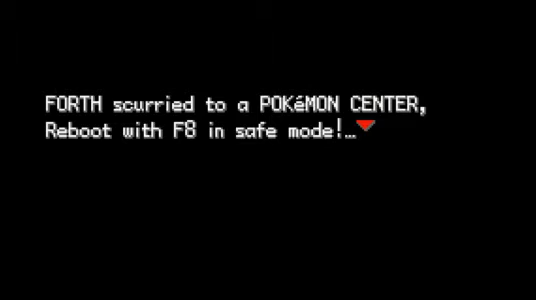 FORTH scurried to a POKéMON CENTER,
Reboot with F8 in safe mode!…